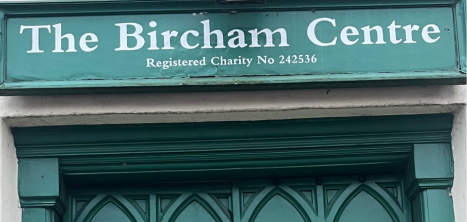 The Bircham Centre
Registered Charity No 242536